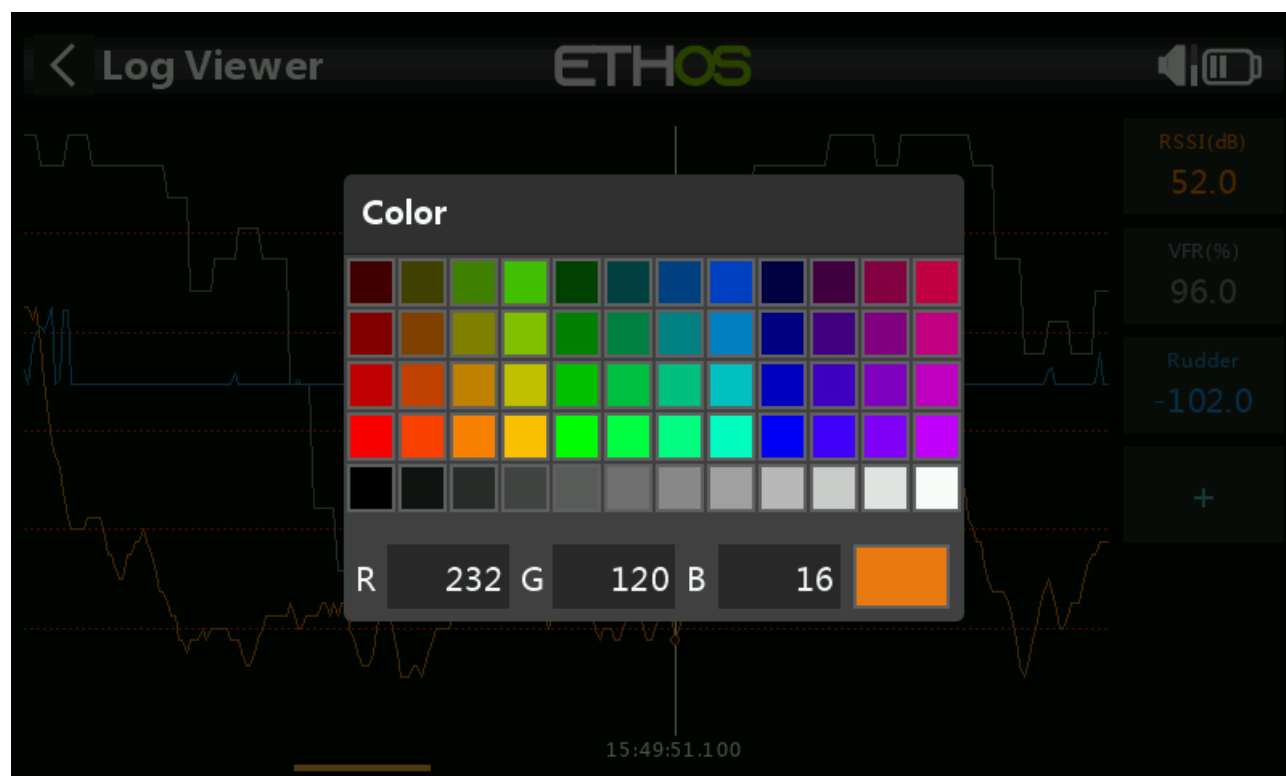 Log Viewer
ETHOS
RSSI(dB)
52.0
VFR(%)
96.0
Rudder
-102.0
+
Color
R 232 G 120 B 16
15:49:51.100